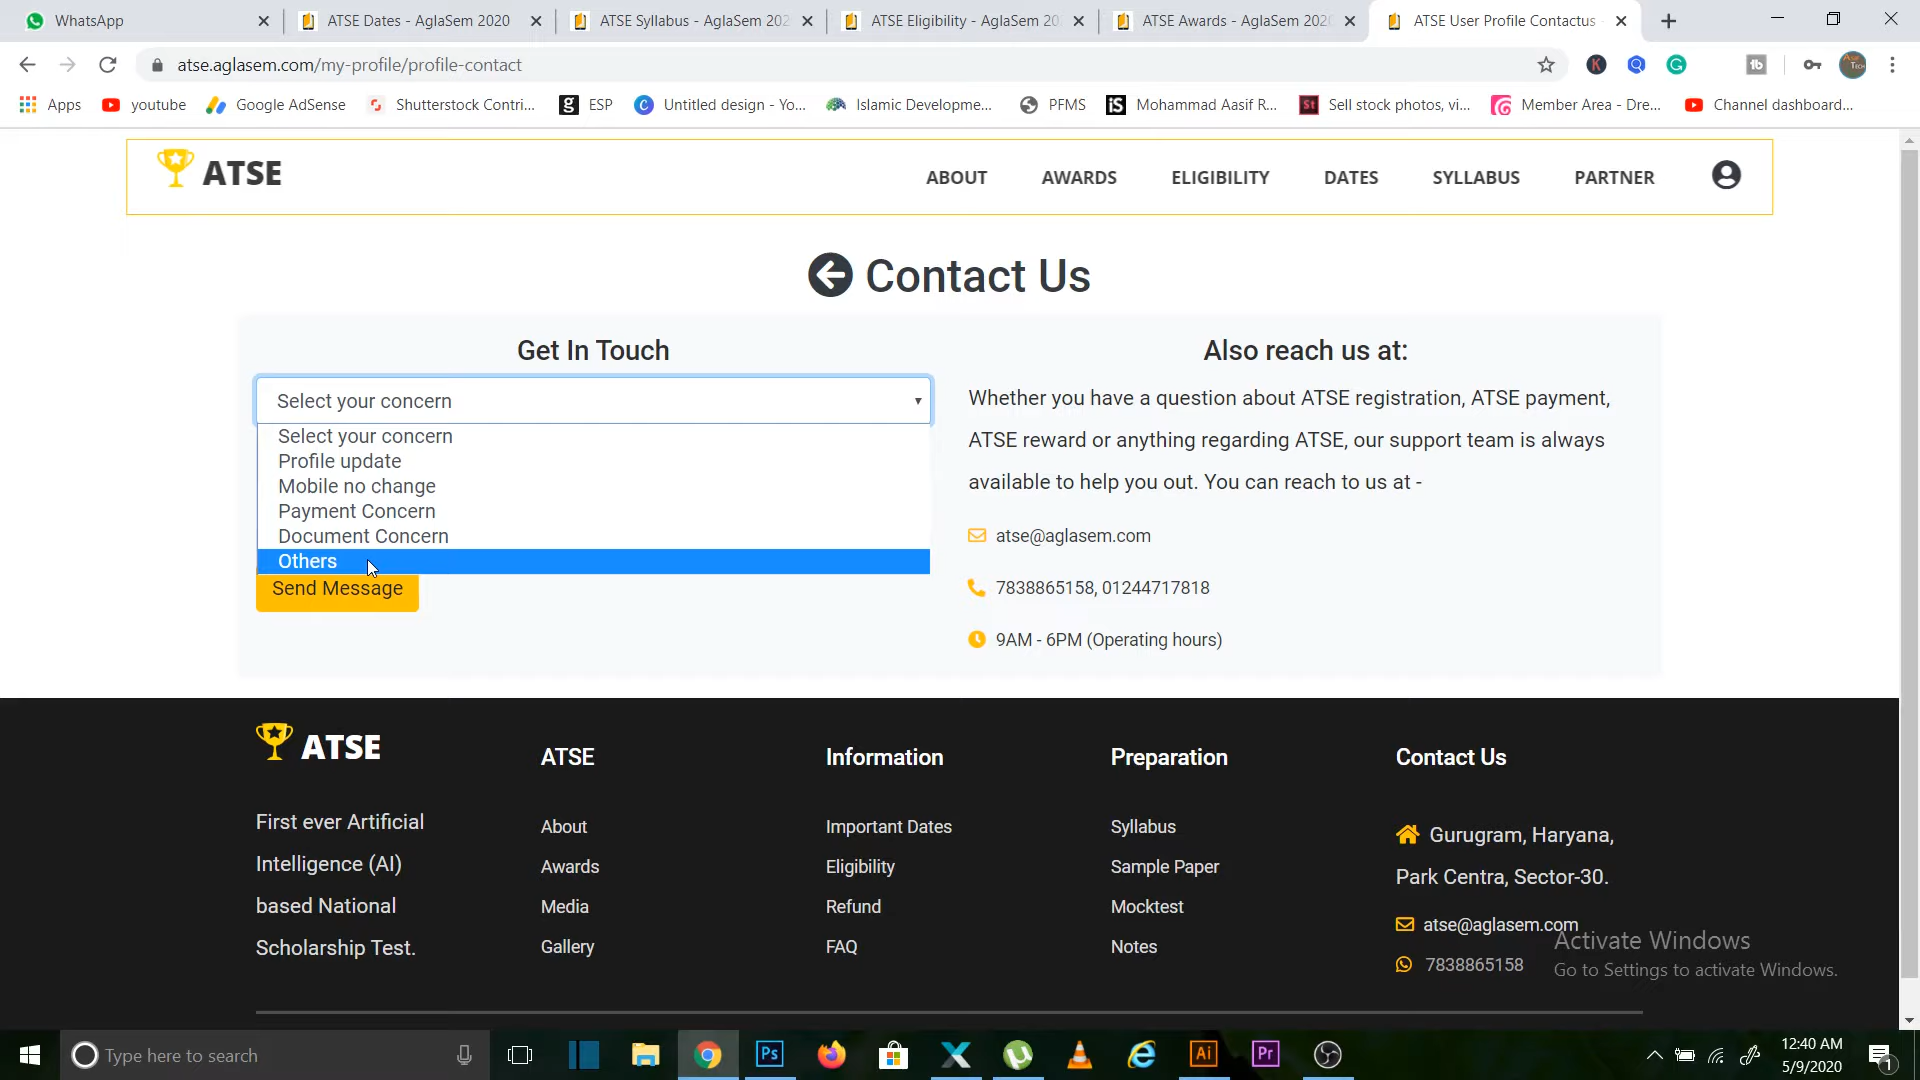 WhatsApp
ATSE Dates - AglaSem 2020
ATSE Syllabus - AglaSem 202
ATSE Eligibility - AglaSem 20
ATSE Awards - AglaSem 2020
ATSE User Profile Contactus
atse.aglasem.com/my-profile/profile-contact
Apps
youtube
Google AdSense
Shutterstock Contri...
ESP
Untitled design - Yo...
Islamic Developme...
PFMS
Mohammad Aasif R...
Sell stock photos, vi...
Member Area - Dre...
Channel dashboard...
ATSE
ABOUT
AWARDS
ELIGIBILITY
DATES
SYLLABUS
PARTNER
Contact Us
Get In Touch
Select your concern
Select your concern
Profile update
Mobile no change
Payment Concern
Document Concern
Others
Send Message
Also reach us at:
Whether you have a question about ATSE registration, ATSE payment,
ATSE reward or anything regarding ATSE, our support team is always
available to help you out. You can reach to us at -
atse@aglasem.com
7838865158, 01244717818
9AM - 6PM (Operating hours)
ATSE
First ever Artificial
Intelligence (AI)
based National
Scholarship Test.
ATSE
About
Awards
Media
Gallery
Information
Important Dates
Eligibility
Refund
FAQ
Preparation
Syllabus
Sample Paper
Mocktest
Notes
Contact Us
Gurugram, Haryana,
Park Centra, Sector-30.
atse@aglasem.com
7838865158
Activate Windows
Go to Settings to activate Windows.
Type here to search
12:40 AM
5/9/2020
1